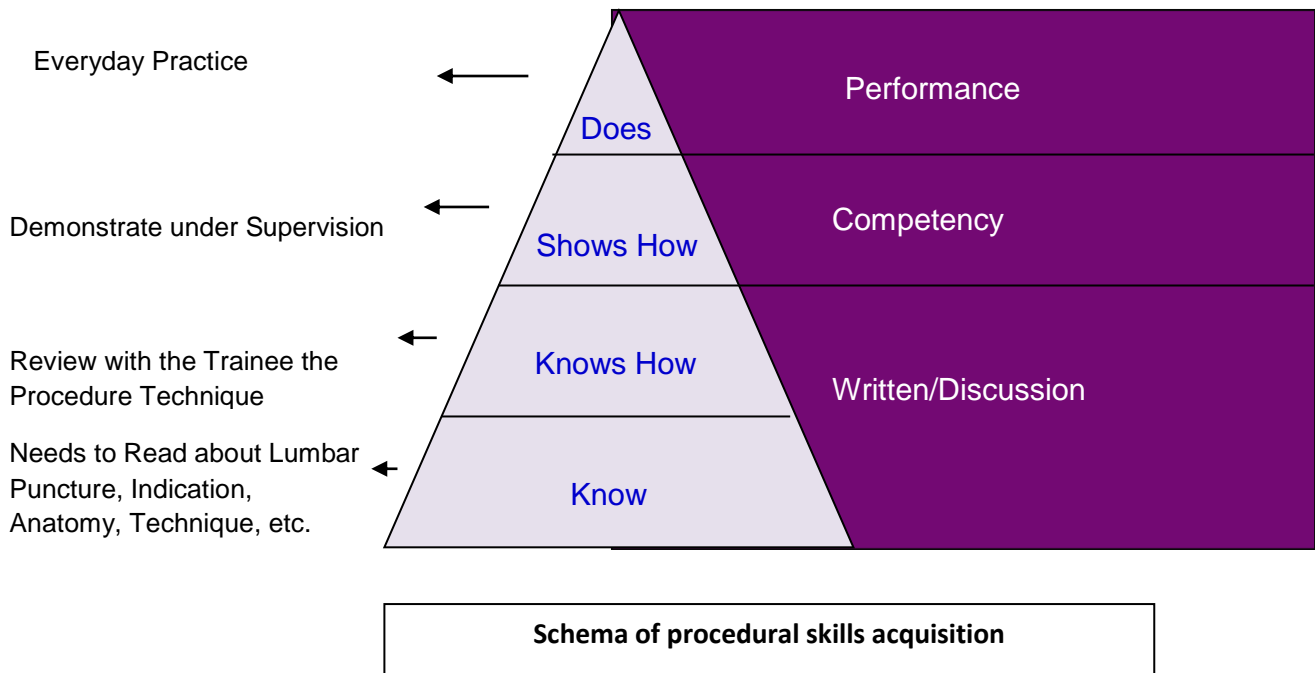 Everyday Practice
Performance
Does
Demonstrate under Supervision
Competency
Shows How
Review with the Trainee the
Procedure Technique
Knows How
Written/Discussion
Needs to Read about Lumbar
Puncture, Indication,
Anatomy, Technique, etc.
Know
Schema of procedural skills acquisition